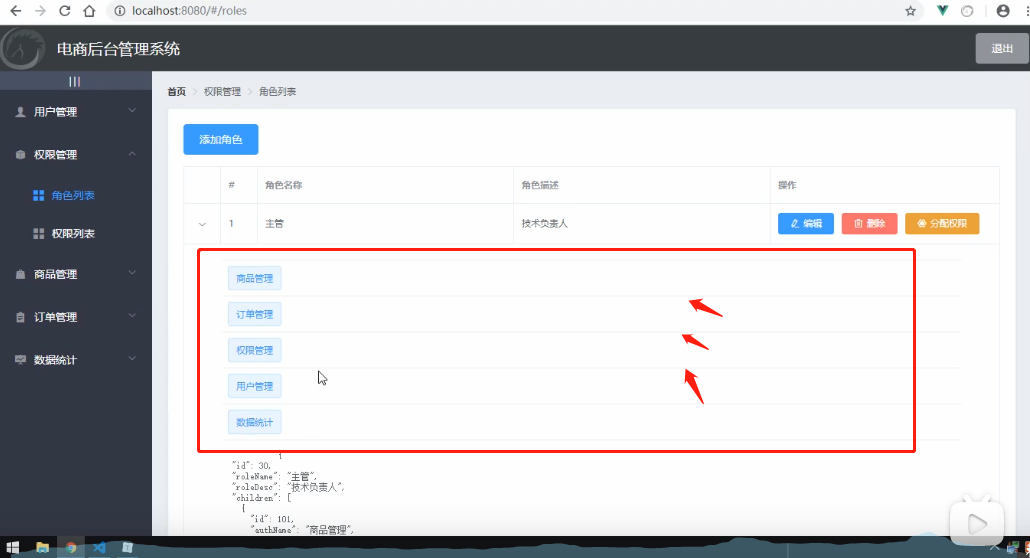 localhost:8080/#/roles
电商后台管理系统
退出
|||
首页 > 权限管理 > 角色列表
用户管理
权限管理
角色列表
权限列表
商品管理
订单管理
数据统计
添加角色
# 角色名称 角色描述 操作
1 主管 技术负责人 编辑 删除 分配权限
商品管理
订单管理
权限管理
用户管理
数据统计
{
"id": 30,
"roleName": "主管",
"roleDesc": "技术负责人",
"children": [
{
"id": 101,
"authName": "商品管理",